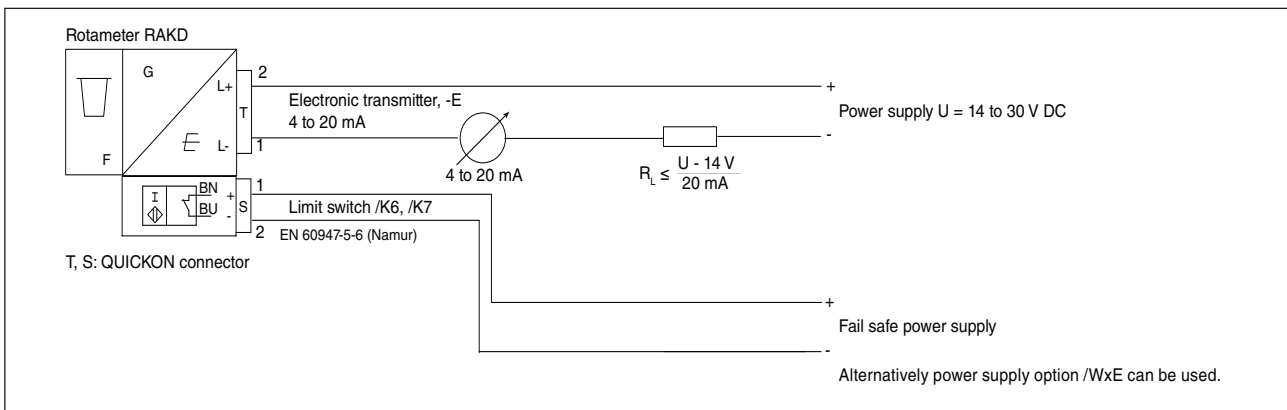 Rotameter RAKD
G
2
L+
+
Electronic transmitter, -E
T
Power supply U = 14 to 30 V DC
4 to 20 mA
E
L-
1
-
F
4 to 20 mA
R_L ≤ U - 14 V / 20 mA
BN
+
1
I
S
Limit switch /K6, /K7
BU
-
2
EN 60947-5-6 (Namur)
T, S: QUICKON connector
+
Fail safe power supply
-
Alternatively power supply option /WxE can be used.